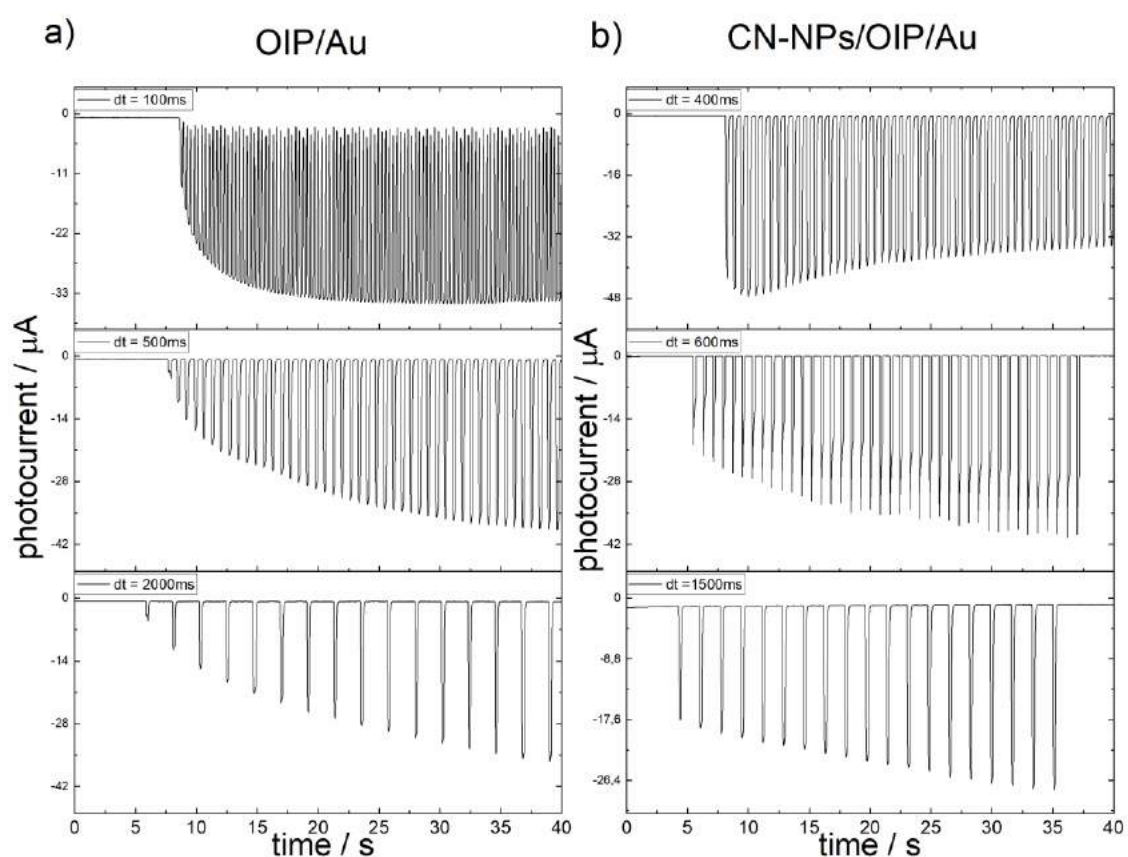 a)
OIP/Au
b)
CN-NPs/OIP/Au
dt = 100ms
0
-11
-22
-33
dt = 500ms
0
-14
-28
-42
dt = 2000ms
0
-14
-28
-42
photocurrent / μA
0 5 10 15 20 25 30 35 40
time / s
dt = 400ms
0
-16
-32
-48
dt = 600ms
0
-14
-28
-42
dt =1500ms
0
-8,8
-17,6
-26,4
photocurrent / μA
0 5 10 15 20 25 30 35 40
time / s